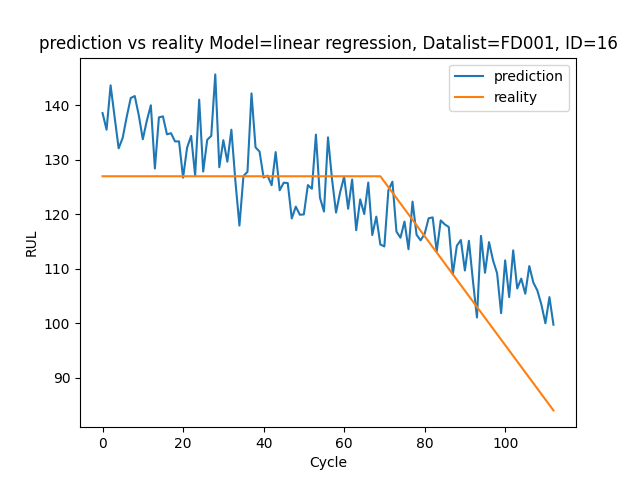 prediction vs reality Model=linear regression, Datalist=FD001, ID=16
prediction
reality
140
130
120
110
100
90
RUL
0 20 40 60 80 100
Cycle